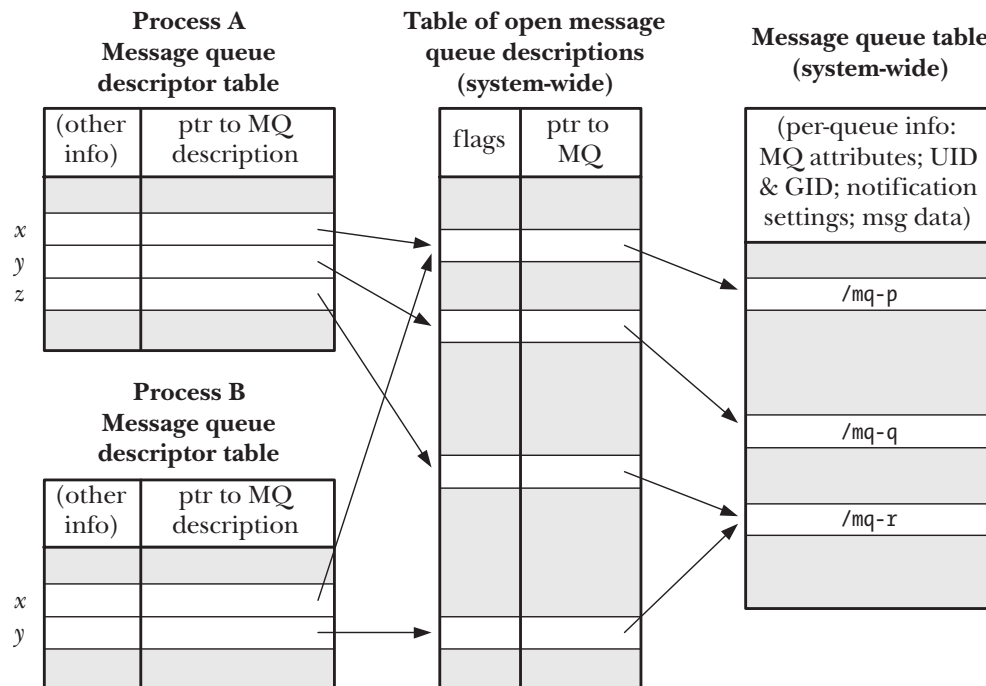 Process A
Message queue
descriptor table
(other
info)
ptr to MQ
description
x
y
z
Process B
Message queue
descriptor table
(other
info)
ptr to MQ
description
x
y
Table of open message
queue descriptions
(system-wide)
flags
ptr to
MQ
Message queue table
(system-wide)
(per-queue info:
MQ attributes; UID
& GID; notification
settings; msg data)
/mq-p
/mq-q
/mq-r